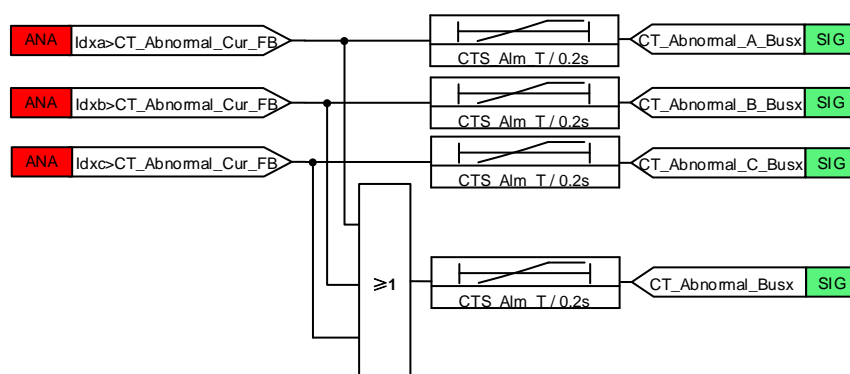 ANA Idxa>CT_Abnormal_Cur_FB CTS_Alm_T / 0.2s CT_Abnormal_A_Busx SIG
ANA Idxb>CT_Abnormal_Cur_FB CTS_Alm_T / 0.2s CT_Abnormal_B_Busx SIG
ANA Idxc>CT_Abnormal_Cur_FB CTS_Alm_T / 0.2s CT_Abnormal_C_Busx SIG
≥1 CTS_Alm_T / 0.2s CT_Abnormal_Busx SIG